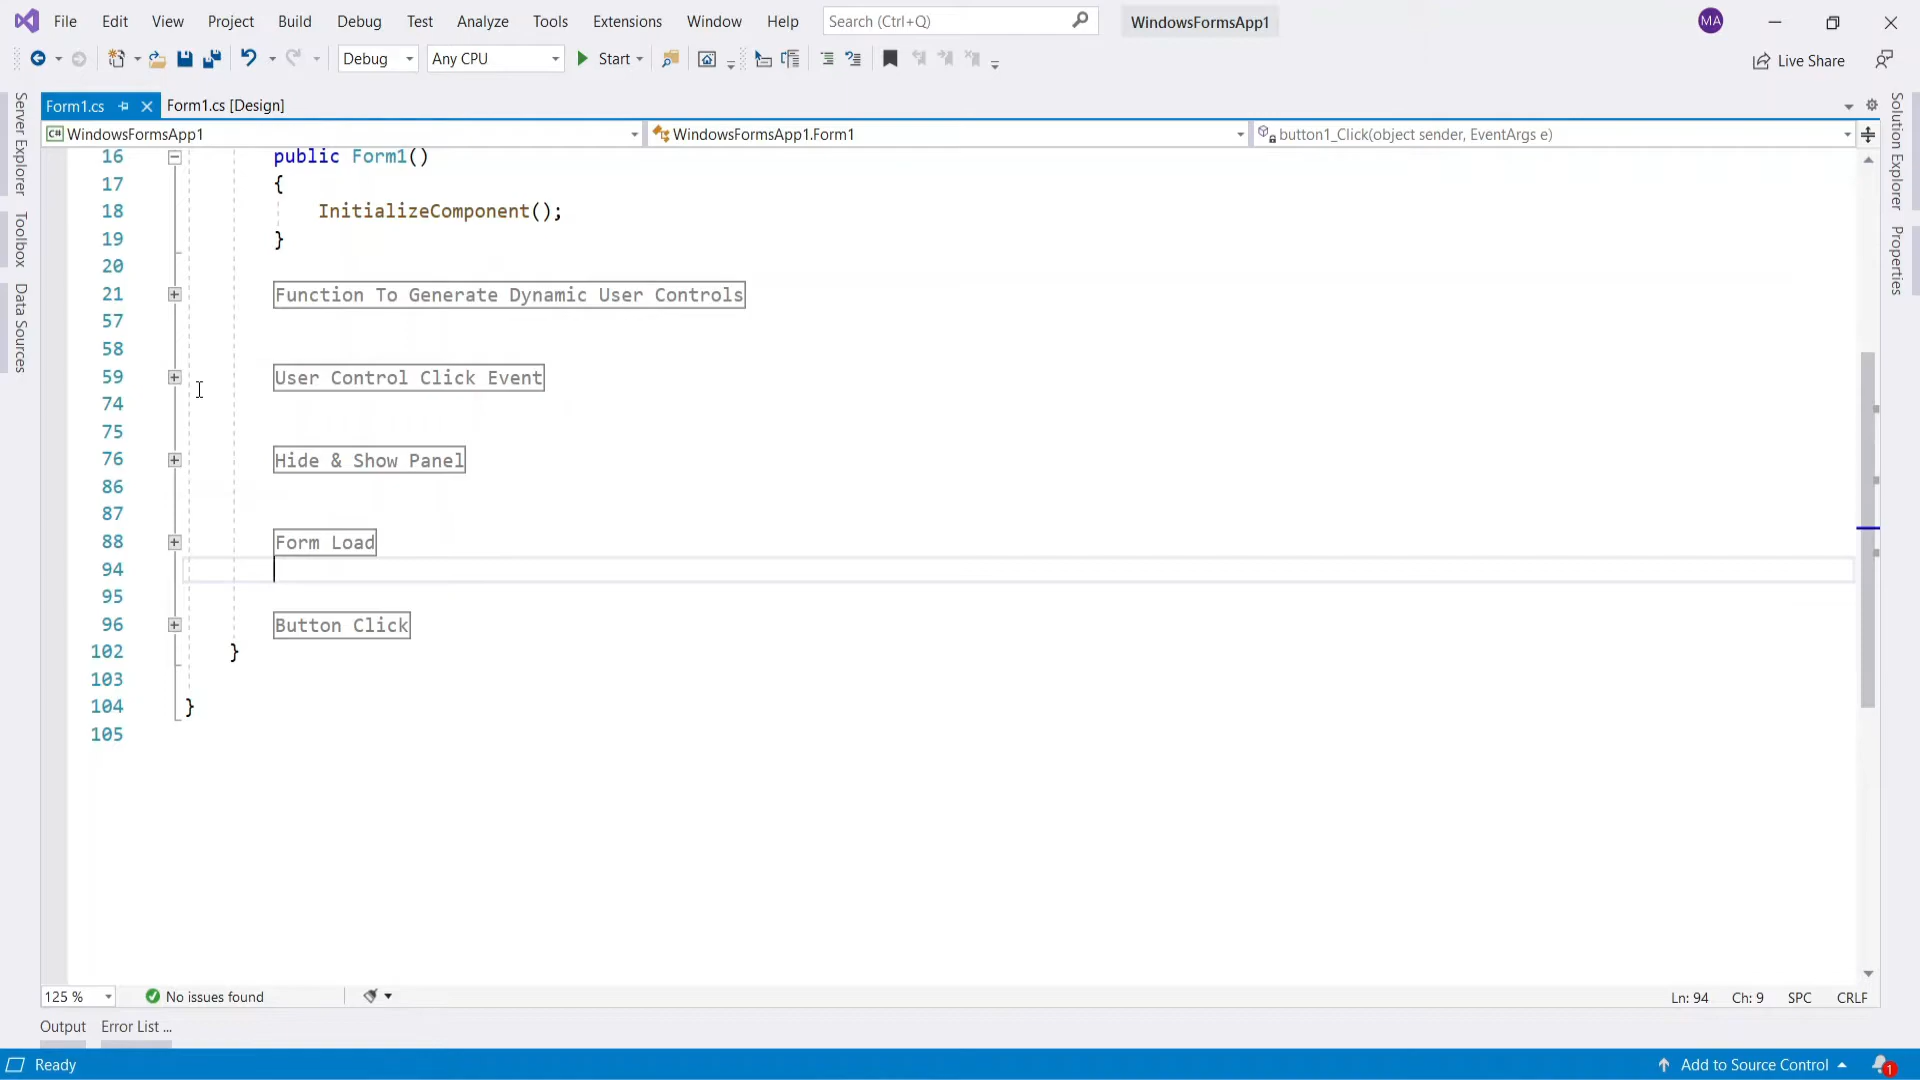 File Edit View Project Build Debug Test Analyze Tools Extensions Window Help Search (Ctrl+Q) WindowsFormsApp1 MA
Debug Any CPU Start Live Share
Server Explorer
Toolbox
Data Sources
Form1.cs Form1.cs [Design]
C# WindowsFormsApp1 WindowsFormsApp1.Form1 button1_Click(object sender, EventArgs e)
16 public Form1()
17 {
18 InitializeComponent();
19 }
20
21 Function To Generate Dynamic User Controls
57
58
59 User Control Click Event
74
75
76 Hide & Show Panel
86
87
88 Form Load
94
95
96 Button Click
102 }
103
104 }
105
Solution Explorer
Properties
125 % No issues found Ln: 94 Ch: 9 SPC CRLF
Output Error List ...
Ready Add to Source Control 1